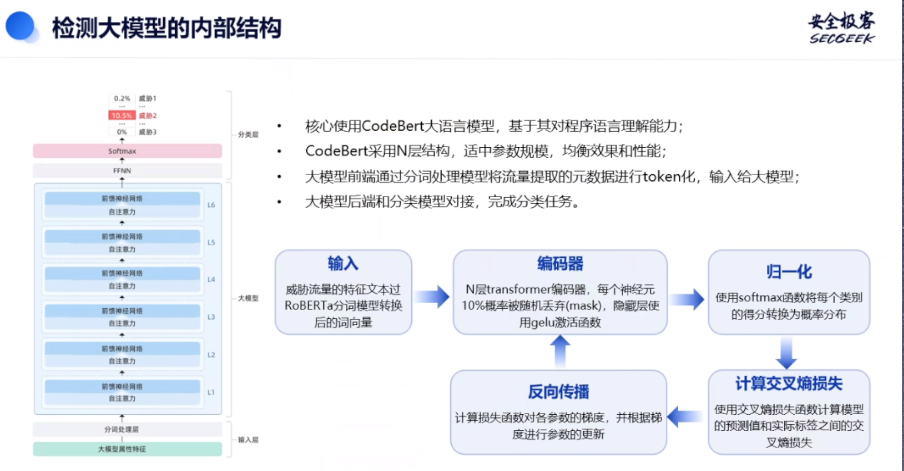 检测大模型的内部结构
安全极客
SECGEEK
0.2% 威胁1
...
10.5% 威胁2
...
0% 威胁3
Softmax
FFNN
分类层
前馈神经网络
自注意力
L6
前馈神经网络
自注意力
L5
前馈神经网络
自注意力
L4
前馈神经网络
自注意力
L3
前馈神经网络
自注意力
L2
前馈神经网络
自注意力
L1
大模型
分词处理层
大模型属性特征
输入层
• 核心使用CodeBert大语言模型，基于其对程序语言理解能力；
• CodeBert采用N层结构，适中参数规模，均衡效果和性能；
• 大模型前端通过分词处理模型将流量提取的元数据进行token化，输入给大模型；
• 大模型后端和分类模型对接，完成分类任务。
输入
威胁流量的特征文本过
RoBERTa分词模型转换
后的词向量
编码器
N层transformer编码器，每个神经元
10%概率被随机丢弃(mask)，隐藏层使
用gelu激活函数
归一化
使用softmax函数将每个类别
的得分转换为概率分布
计算交叉熵损失
使用交叉熵损失函数计算模型
的预测值和实际标签之间的交
叉熵损失
反向传播
计算损失函数对各参数的梯度，并根据梯
度进行参数的更新